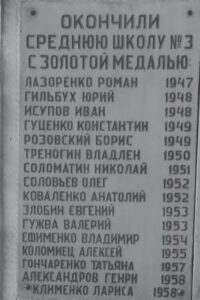 ОКОНЧИЛИ
СРЕДНЮЮ ШКОЛУ №3
С ЗОЛОТОЙ МЕДАЛЬЮ:
ЛАЗОРЕНКО РОМАН 1947
ГИЛЬБУХ ЮРИЙ 1948
ИСУПОВ ИВАН 1948
ГУЦЕНКО КОНСТАНТИН 1949
РОЗОВСКИЙ БОРИС 1949
ТРЕНОГИН ВЛАДЛЕН 1950
СОЛОМАТИН НИКОЛАЙ 1951
СОЛОВЬЕВ ОЛЕГ 1952
КОВАЛЕНКО АНАТОЛИЙ 1952
ЗЛОБИН ЕВГЕНИЙ 1953
ГУЖВА ВАЛЕРИЙ 1953
ЕФИМЕНКО ВЛАДИМИР 1954
КОЛОМИЕЦ АЛЕКСЕЙ 1955
ГОНЧАРЕНКО ТАТЬЯНА 1957
АЛЕКСАНДРОВ ГЕНРИ 1958
*КЛИМЕНКО ЛАРИСА 1958*